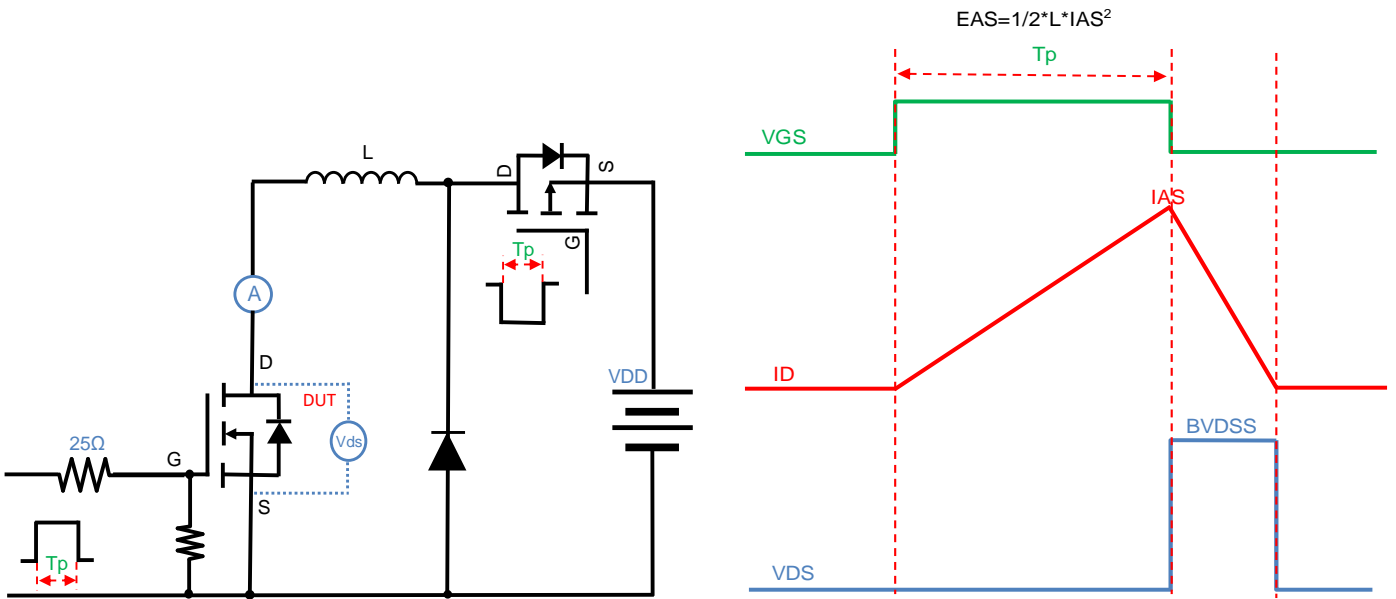 EAS=1/2*L*IAS²
Tp
VGS
L
D
S
G
Tp
IAS
A
D
VDD
ID
DUT
Vds
25Ω
G
BVDSS
S
Tp
VDS